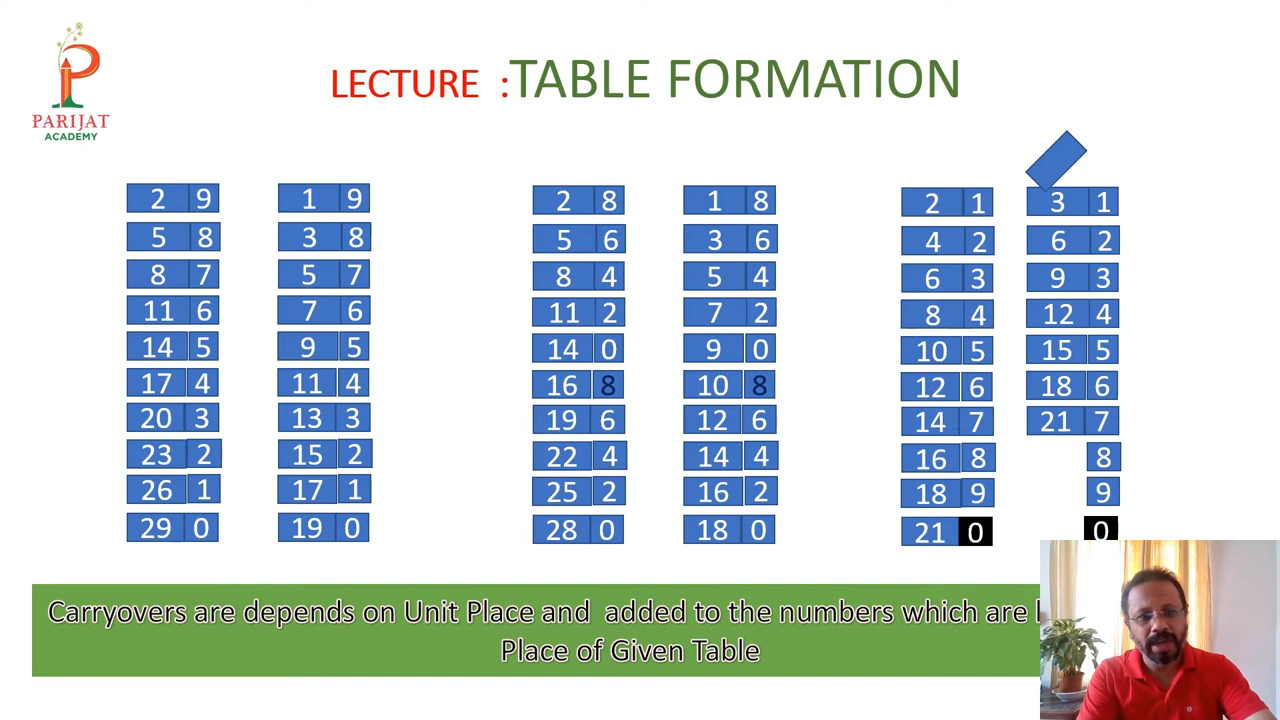 PARIJAT
ACADEMY
LECTURE :TABLE FORMATION
2 9 1 9 2 8 1 8 2 1 3 1
5 8 3 8 5 6 3 6 4 2 6 2
8 7 5 7 8 4 5 4 6 3 9 3
11 6 7 6 11 2 7 2 8 4 12 4
14 5 9 5 14 0 9 0 10 5 15 5
17 4 11 4 16 8 10 8 12 6 18 6
20 3 13 3 19 6 12 6 14 7 21 7
23 2 15 2 22 4 14 4 16 8 8
26 1 17 1 25 2 16 2 18 9 9
29 0 19 0 28 0 18 0 21 0 0
Carryovers are depends on Unit Place and added to the numbers which are
Place of Given Table